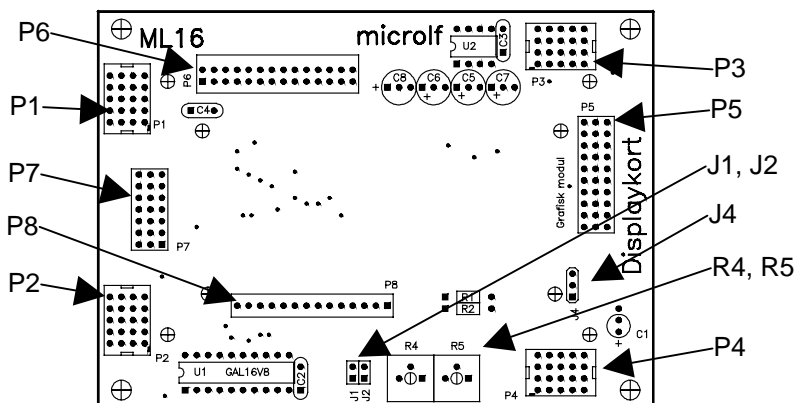 ML16
microlf
U2
C3
P6
P3
P6
C8
C6
C5
C7
P3
P1
P5
P5
C4
P1
J1, J2
P7
Grafisk modul
Displaykort
J4
P8
P7
P8
R4, R5
P2
R1
R2
J4
C1
R4
R5
P4
P2
U1
GAL16V8
C2
J1
J2
P4